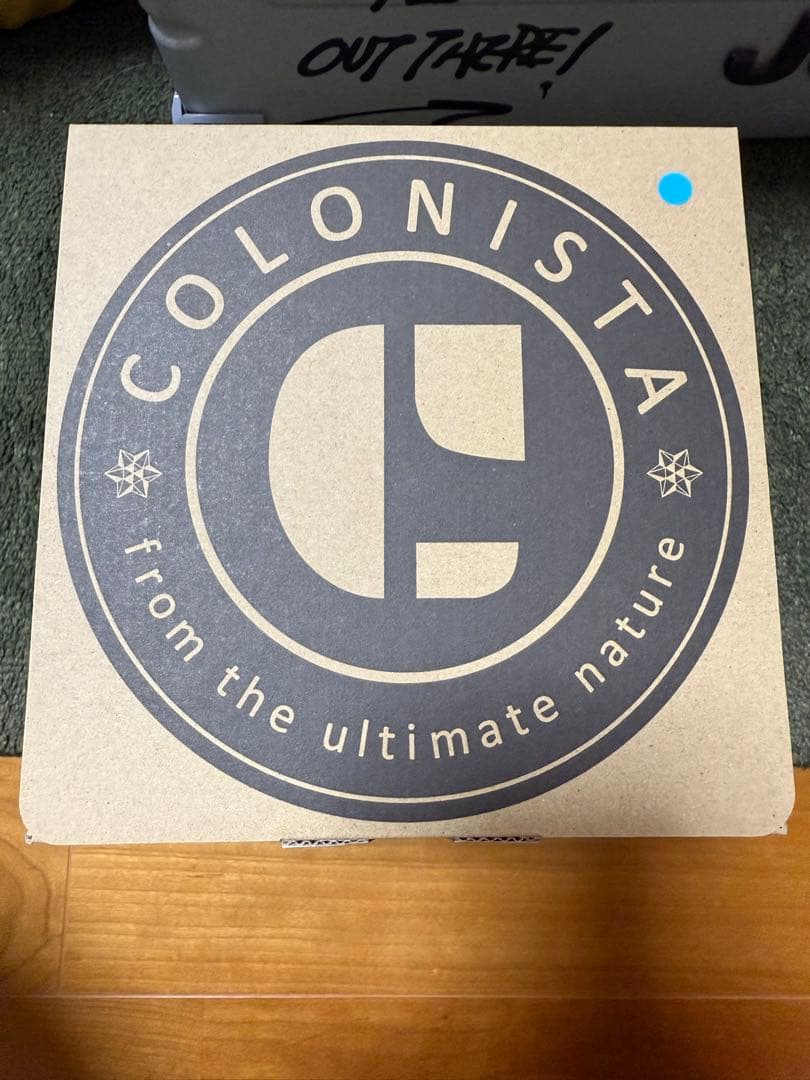 OUT THERE!
COLONISTA
from the ultimate nature